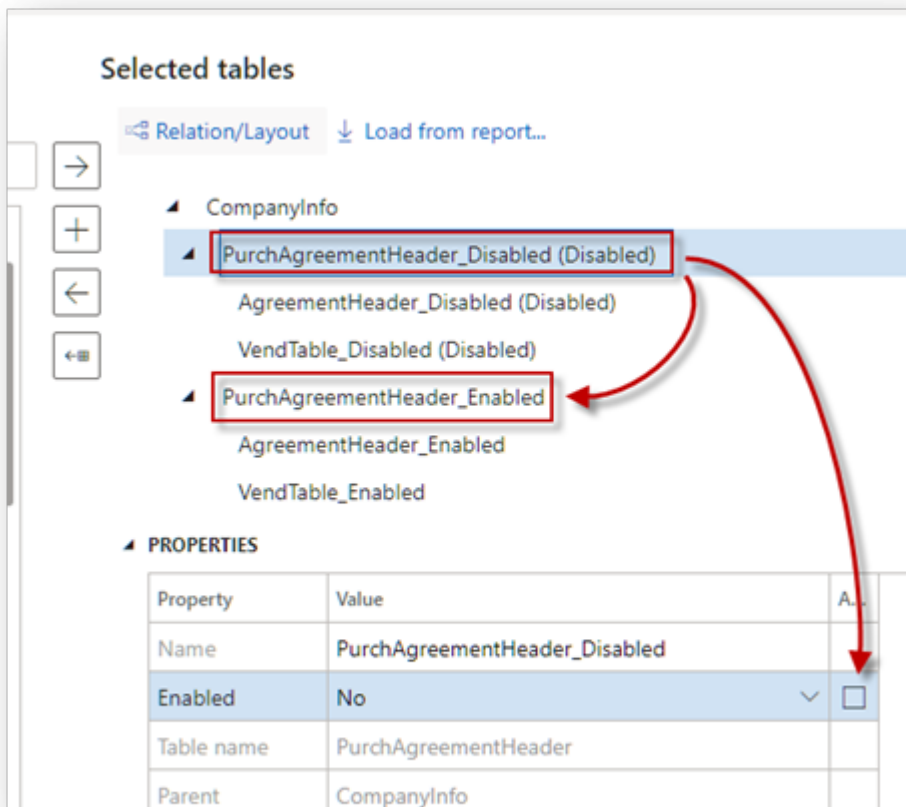 Selected tables
Relation/Layout Load from report...
CompanyInfo
PurchAgreementHeader_Disabled (Disabled)
AgreementHeader_Disabled (Disabled)
VendTable_Disabled (Disabled)
PurchAgreementHeader_Enabled
AgreementHeader_Enabled
VendTable_Enabled
PROPERTIES
Property Value A...
Name PurchAgreementHeader_Disabled
Enabled No
Table name PurchAgreementHeader
Parent CompanyInfo